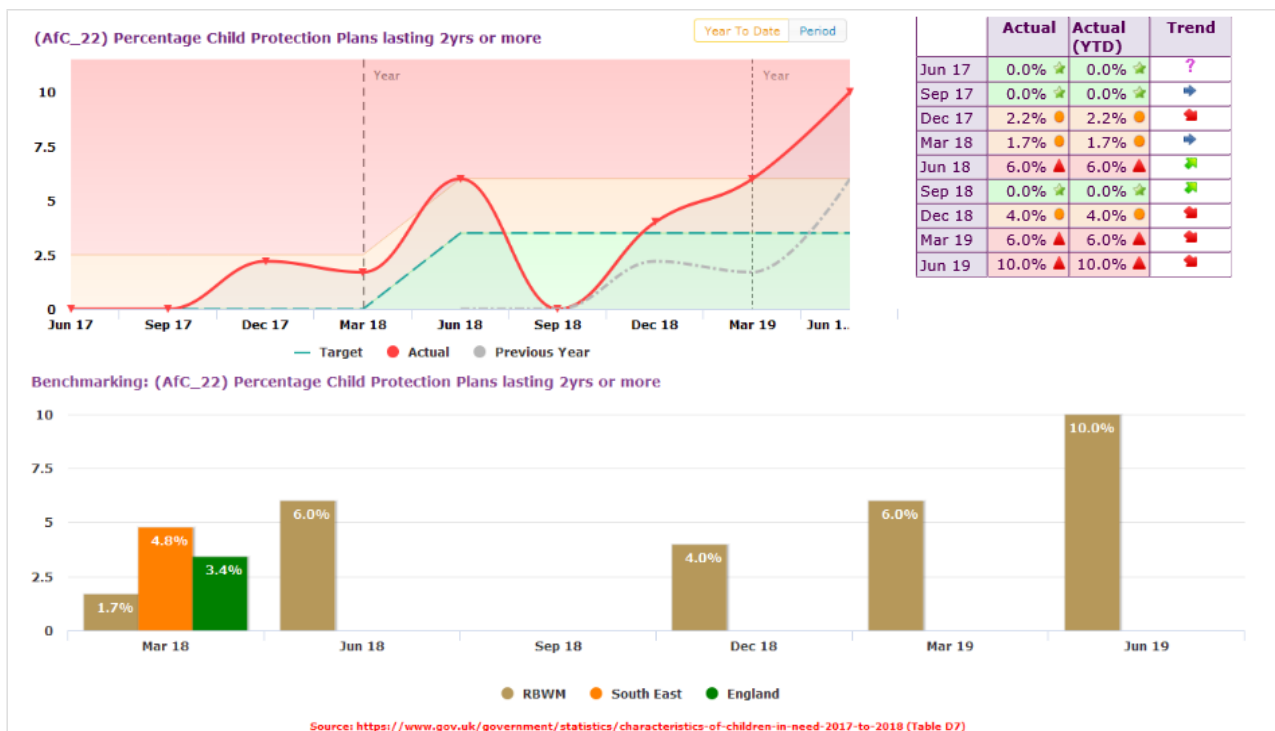 (AfC_22) Percentage Child Protection Plans lasting 2yrs or more
Year To Date Period
Year Year
10
7.5
5
2.5
0
Jun 17 Sep 17 Dec 17 Mar 18 Jun 18 Sep 18 Dec 18 Mar 19 Jun 1..
Target Actual Previous Year
Actual Actual (YTD) Trend
Jun 17 0.0% 0.0% ?
Sep 17 0.0% 0.0%
Dec 17 2.2% 2.2%
Mar 18 1.7% 1.7%
Jun 18 6.0% 6.0%
Sep 18 0.0% 0.0%
Dec 18 4.0% 4.0%
Mar 19 6.0% 6.0%
Jun 19 10.0% 10.0%
Benchmarking: (AfC_22) Percentage Child Protection Plans lasting 2yrs or more
10
7.5
5
2.5
0
1.7% 4.8% 3.4% 6.0% 4.0% 6.0% 10.0%
Mar 18 Jun 18 Sep 18 Dec 18 Mar 19 Jun 19
RBWM South East England
Source: https://www.gov.uk/government/statistics/characteristics-of-children-in-need-2017-to-2018 (Table D7)